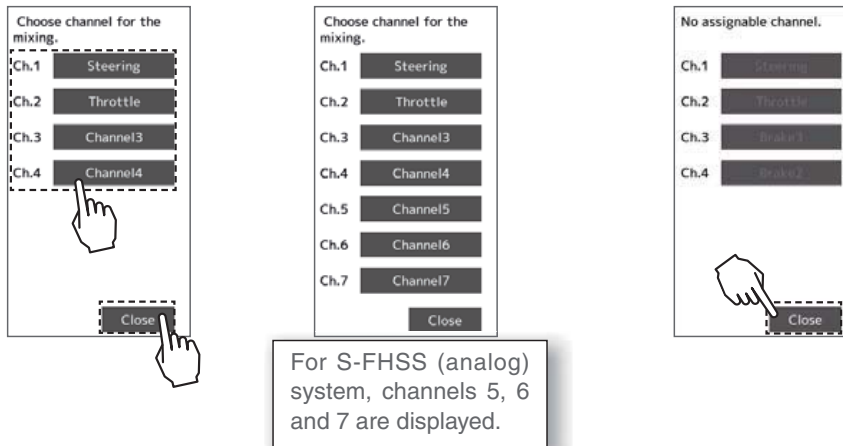 Choose channel for the
mixing.
Ch.1 Steering
Ch.2 Throttle
Ch.3 Channel3
Ch.4 Channel4
Close
Choose channel for the
mixing.
Ch.1 Steering
Ch.2 Throttle
Ch.3 Channel3
Ch.4 Channel4
Ch.5 Channel5
Ch.6 Channel6
Ch.7 Channel7
Close
For S-FHSS (analog)
system, channels 5, 6
and 7 are displayed.
No assignable channel.
Ch.1 Steering
Ch.2 Throttle
Ch.3 Brake3
Ch.4 Brake2
Close